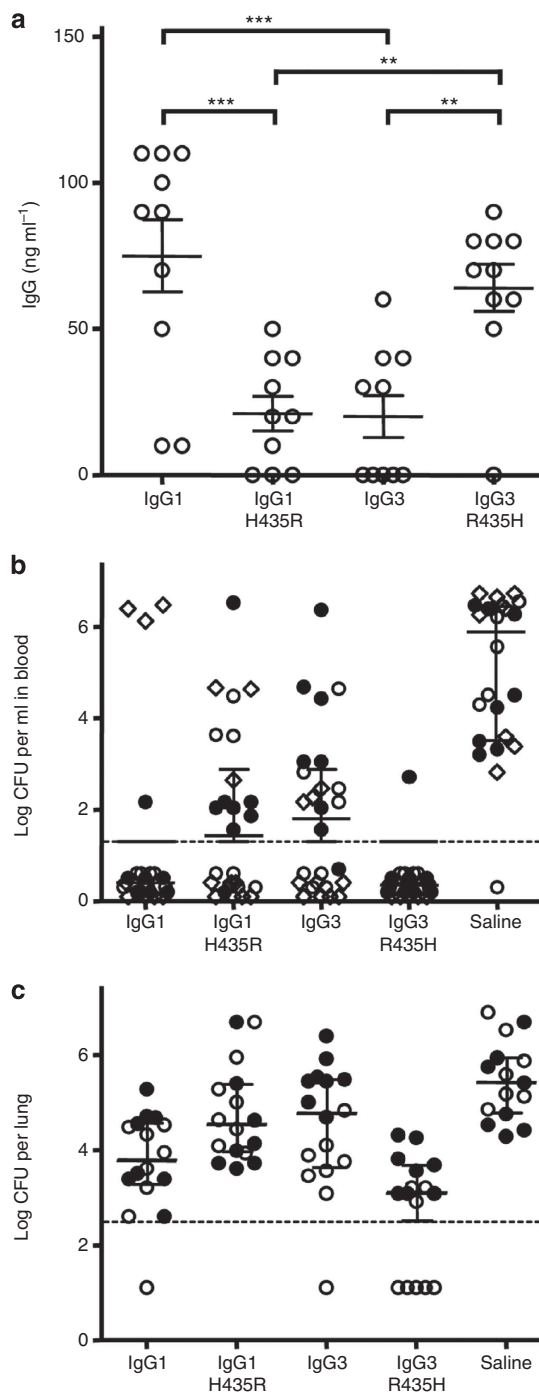 a
***
**
***
**
150
100
50
0
IgG (ng ml⁻¹)
IgG1
IgG1
H435R
IgG3
IgG3
R435H
b
6
4
2
0
Log CFU per ml in blood
IgG1
IgG1
H435R
IgG3
IgG3
R435H
Saline
c
6
4
2
0
Log CFU per lung
IgG1
IgG1
H435R
IgG3
IgG3
R435H
Saline